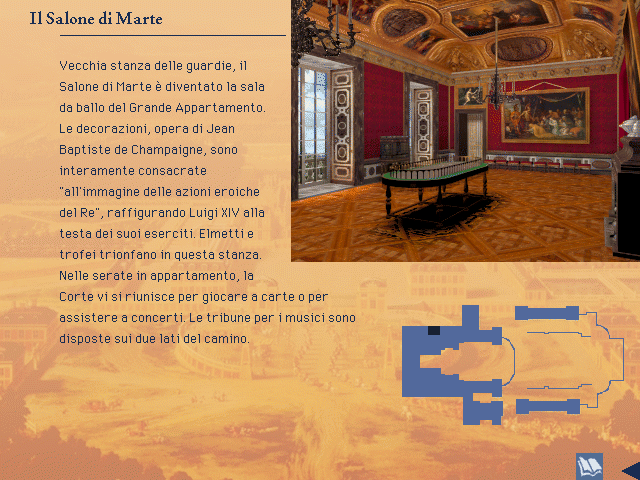 Il Salone di Marte
Vecchia stanza delle guardie, il
Salone di Marte è diventato la sala
da ballo del Grande Appartamento.
Le decorazioni, opera di Jean
Baptiste de Champaigne, sono
interamente consacrate
"all'immagine delle azioni eroiche
del Re", raffigurando Luigi XIV alla
testa dei suoi eserciti. Elmetti e
trofei trionfano in questa stanza.
Nelle serate in appartamento, la
Corte vi si riunisce per giocare a carte o per
assistere a concerti. Le tribune per i musici sono
disposte sui due lati del camino.